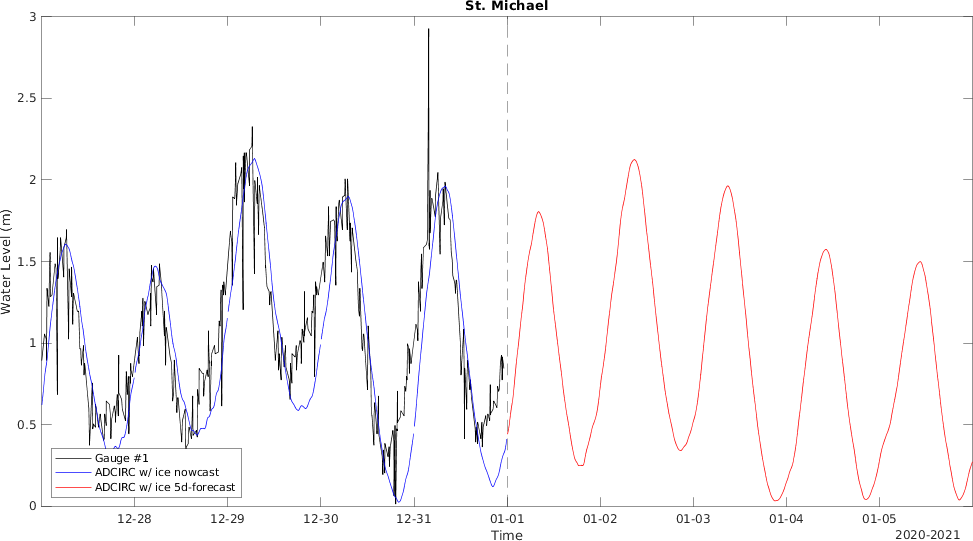 St. Michael
Water Level (m)
3
2.5
2
1.5
1
0.5
0
Gauge #1
ADCIRC w/ ice nowcast
ADCIRC w/ ice 5d-forecast
12-28 12-29 12-30 12-31 01-01 01-02 01-03 01-04 01-05
Time
2020-2021